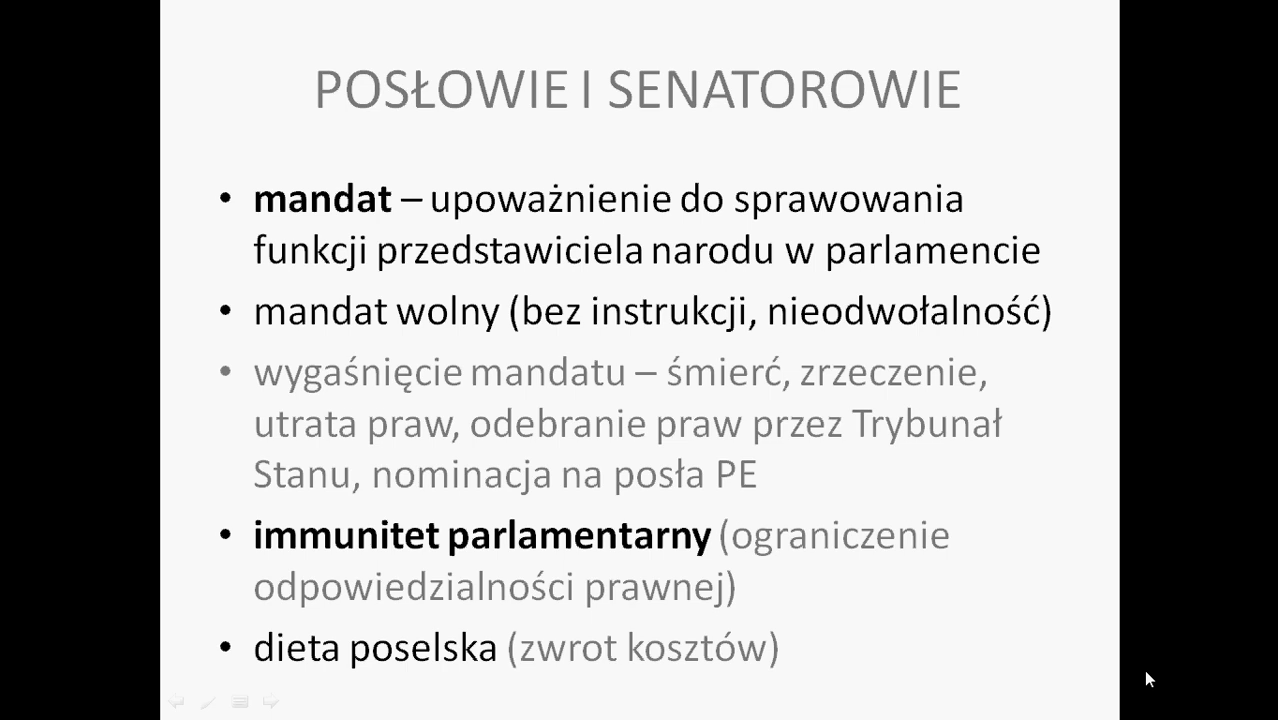 POSŁOWIE I SENATOROWIE
• mandat – upoważnienie do sprawowania
funkcji przedstawiciela narodu w parlamencie
• mandat wolny (bez instrukcji, nieodwołalność)
• wygaśnięcie mandatu – śmierć, zrzeczenie,
utrata praw, odebranie praw przez Trybunał
Stanu, nominacja na posła PE
• immunitet parlamentarny (ograniczenie
odpowiedzialności prawnej)
• dieta poselska (zwrot kosztów)